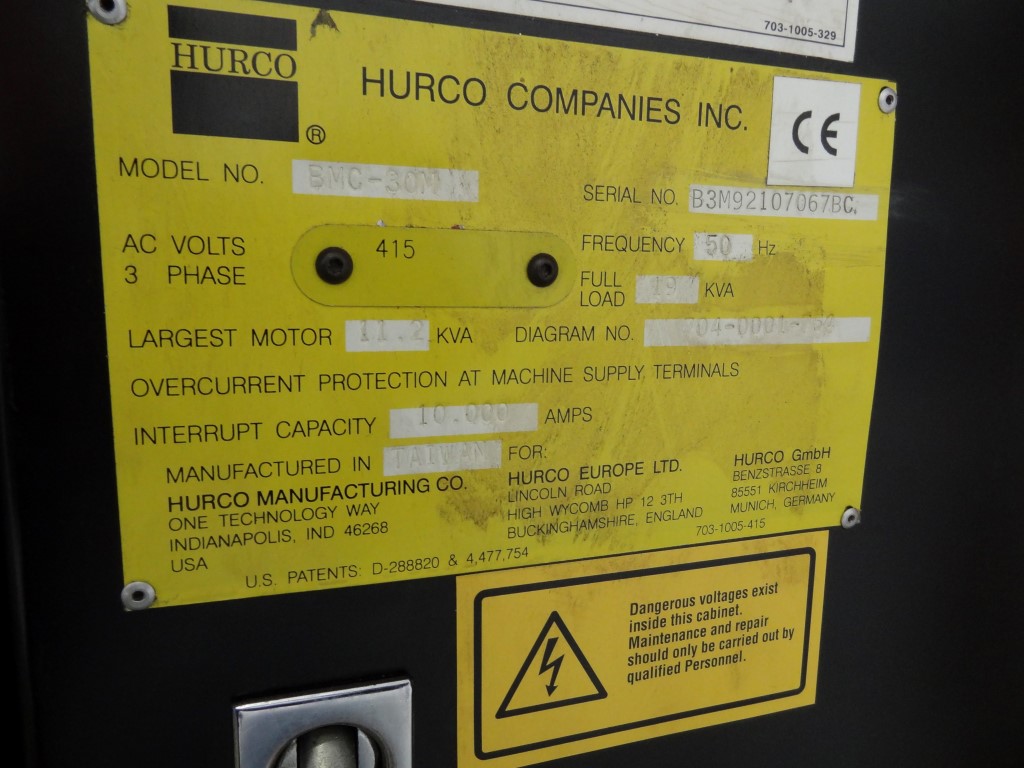 703-1005-329
HURCO
®
HURCO COMPANIES INC.
CE
MODEL NO.
SERIAL NO. B3M92107067BC
AC VOLTS 415
3 PHASE
FREQUENCY 50 Hz
FULL
LOAD 19 KVA
LARGEST MOTOR 11.2 KVA DIAGRAM NO.
OVERCURRENT PROTECTION AT MACHINE SUPPLY TERMINALS
INTERRUPT CAPACITY 10.000 AMPS
MANUFACTURED IN TAIWAN FOR:
HURCO MANUFACTURING CO.
ONE TECHNOLOGY WAY
INDIANAPOLIS, IND 46268
USA
HURCO EUROPE LTD.
LINCOLN ROAD
HIGH WYCOMB HP 12 3TH
BUCKINGHAMSHIRE, ENGLAND
HURCO GmbH
BENZSTRASSE 8
85551 KIRCHHEIM
MUNICH, GERMANY
703-1005-415
U.S. PATENTS: D-288820 & 4,477,754
Dangerous voltages exist
inside this cabinet.
Maintenance and repair
should only be carried out by
qualified Personnel.